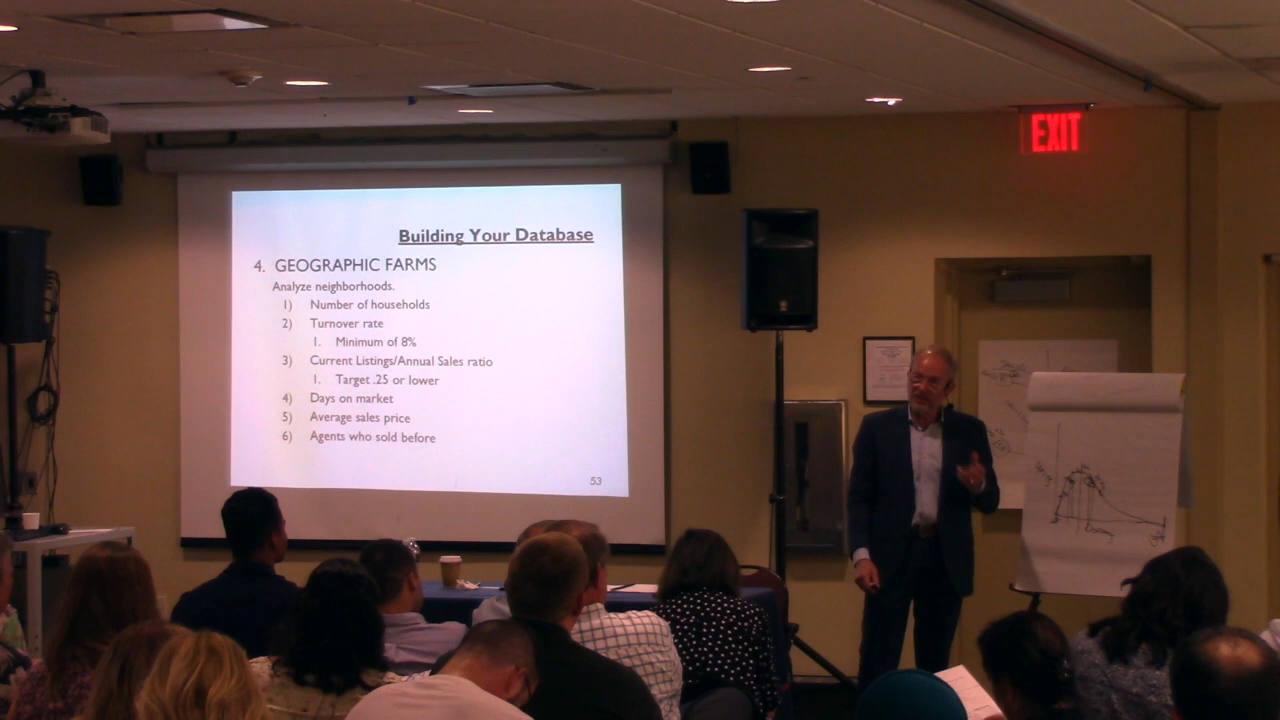 Building Your Database
4. GEOGRAPHIC FARMS
Analyze neighborhoods.
1) Number of households
2) Turnover rate
1. Minimum of 8%
3) Current Listings/Annual Sales ratio
1. Target .25 or lower
4) Days on market
5) Average sales price
6) Agents who sold before
53
EXIT